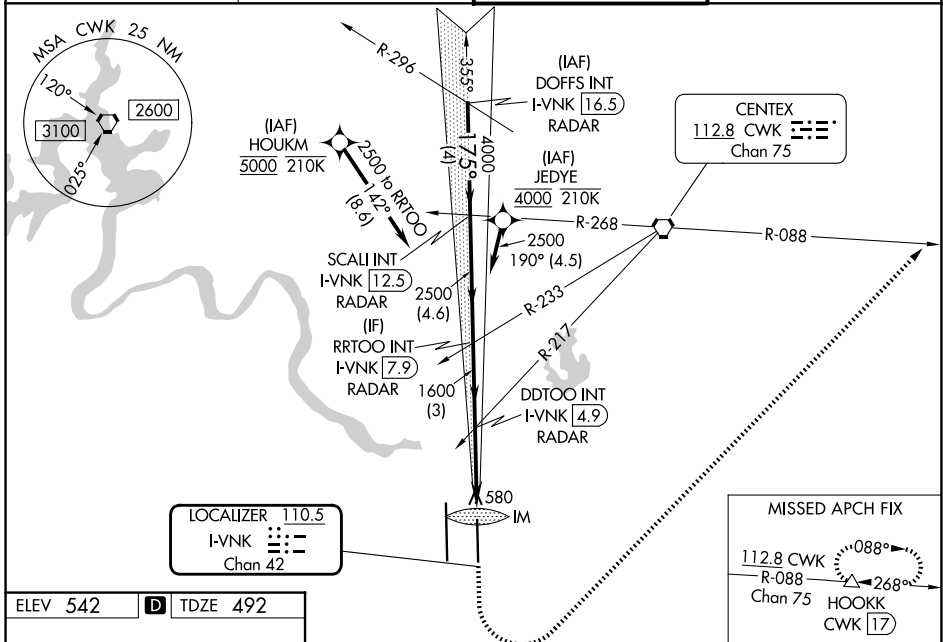 MSA CWK 25 NM
120°
3100
2600
025°
R-296
355°
(IAF)
DOFFS INT
I-VNK 16.5
RADAR
CENTEX
112.8 CWK
Chan 75
(IAF)
HOUKM
5000 210K
2500 to RRTOO
142°
(8.6)
(4)
175°
4000
(IAF)
JEDYE
4000 210K
R-268
R-088
2500
190° (4.5)
SCALI INT
I-VNK 12.5
RADAR
2500
(4.6)
R-233
R-217
(IF)
RRTOO INT
I-VNK 7.9
RADAR
1600
(3)
DDTOO INT
I-VNK 4.9
RADAR
580
IM
LOCALIZER 110.5
I-VNK
Chan 42
MISSED APCH FIX
112.8 CWK
R-088
Chan 75
088°
268°
HOOKK
CWK 17
ELEV 542 D TDZE 492